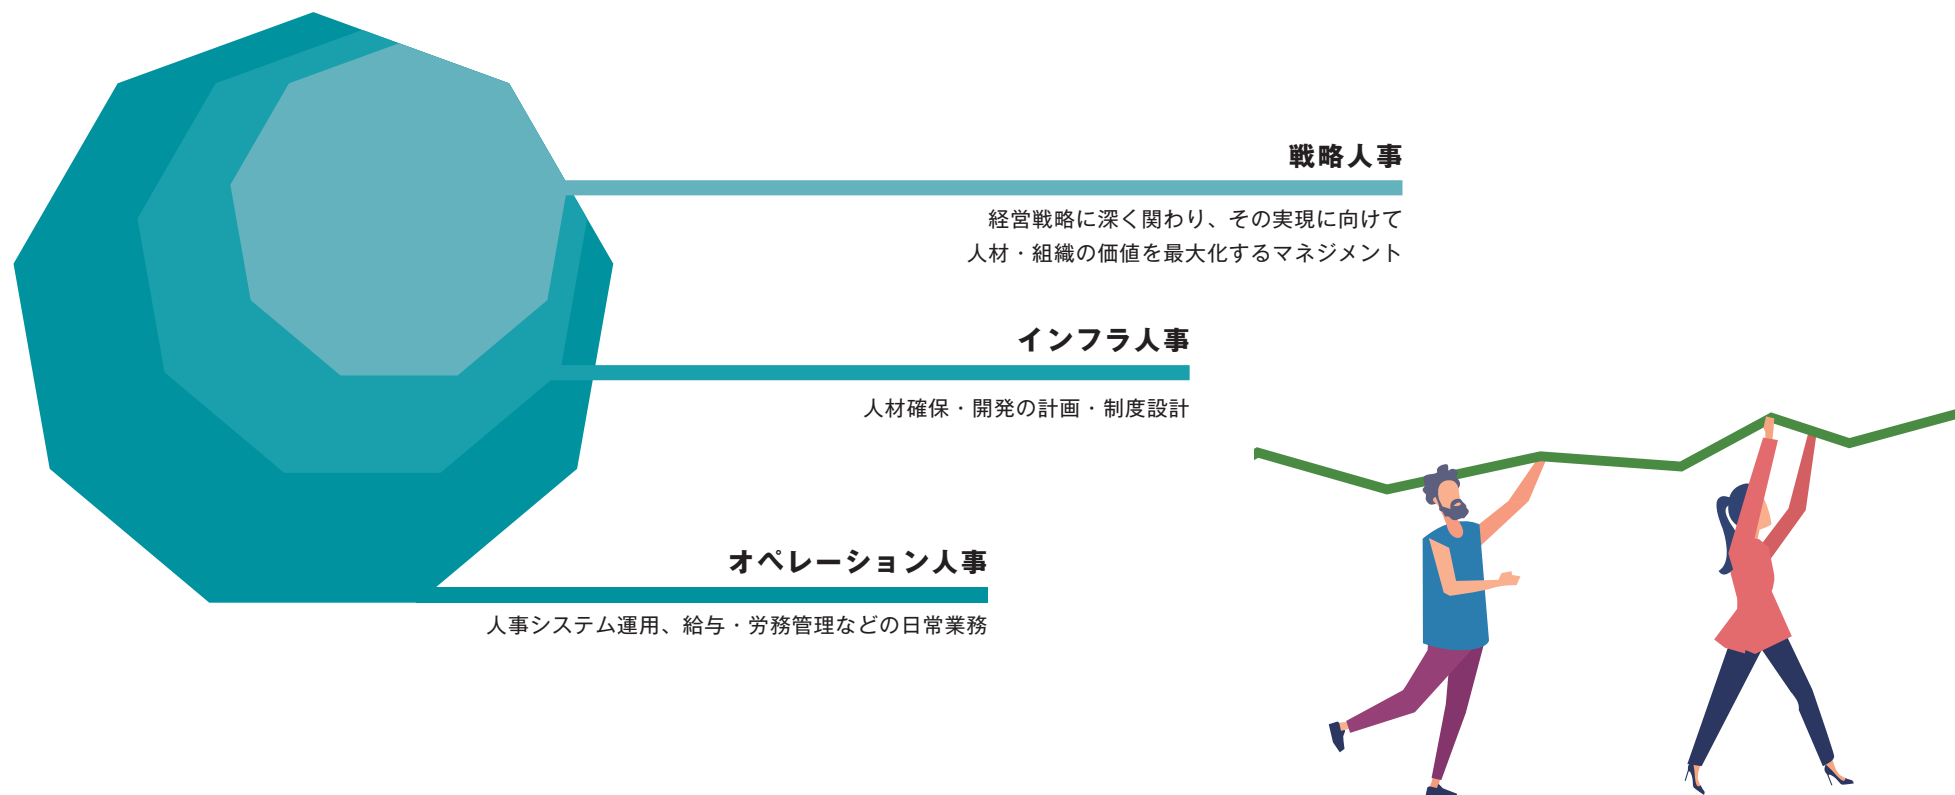 戦略人事
経営戦略に深く関わり、その実現に向けて
人材・組織の価値を最大化するマネジメント
インフラ人事
人材確保・開発の計画・制度設計
オペレーション人事
人事システム運用、給与・労務管理などの日常業務